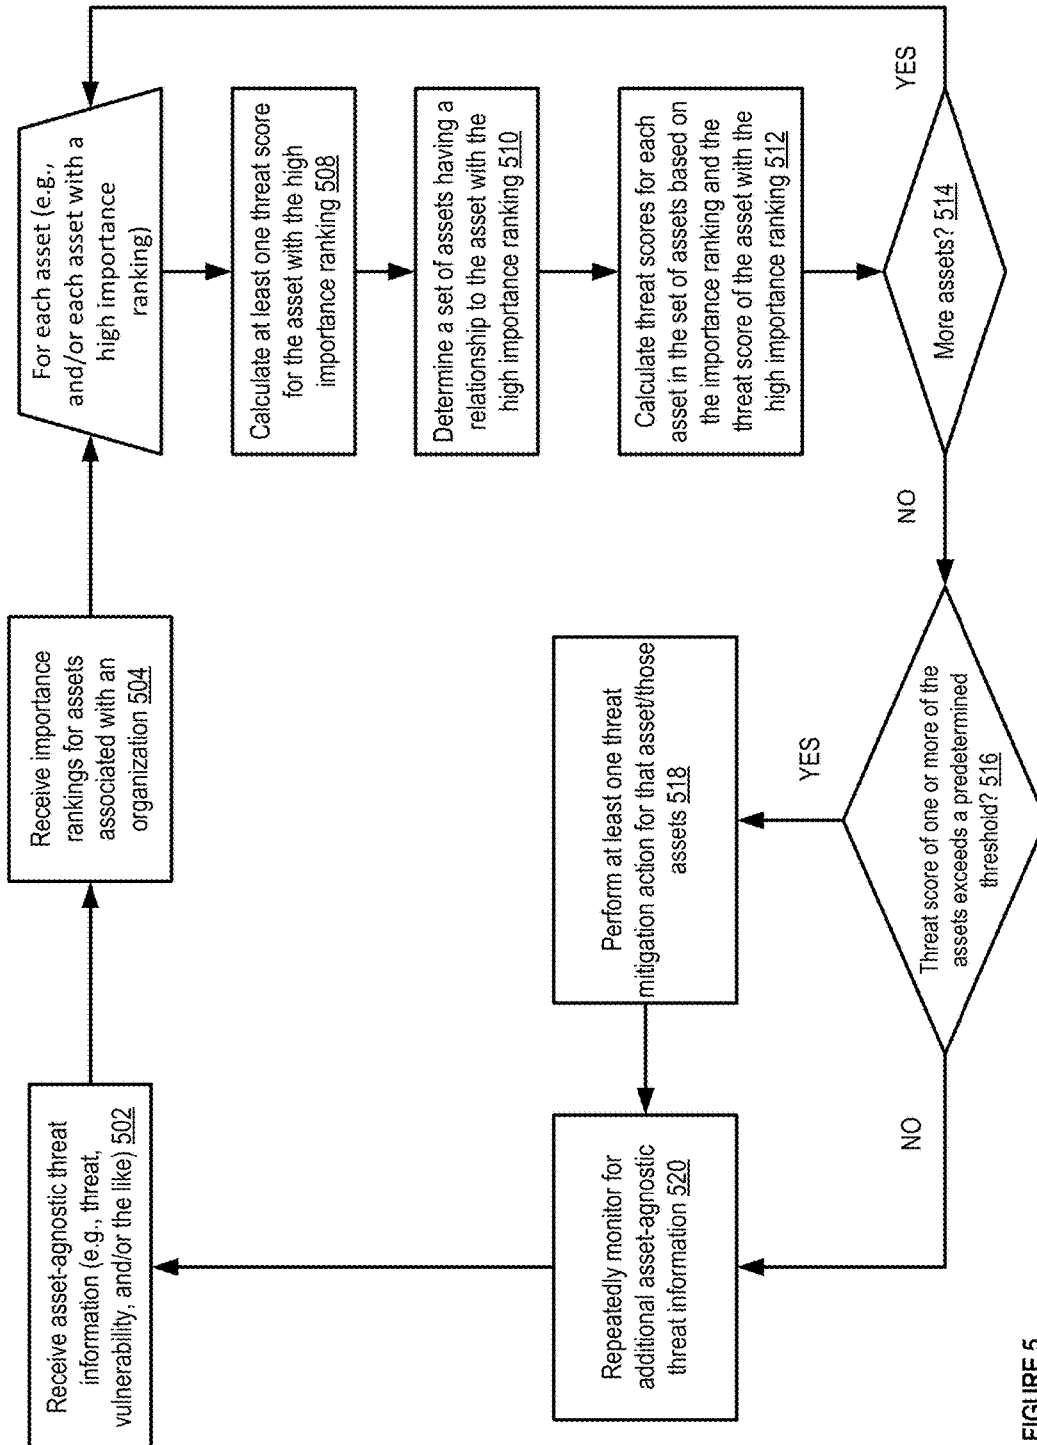 Receive asset-agnostic threat
information (e.g., threat,
vulnerability, and/or the like) 502
Receive importance
rankings for assets
associated with an
organization 504
For each asset (e.g.,
and/or each asset with a
high importance
ranking)
Calculate at least one threat score
for the asset with the high
importance ranking 508
Determine a set of assets having a
relationship to the asset with the
high importance ranking 510
Calculate threat scores for each
asset in the set of assets based on
the importance ranking and the
threat score of the asset with the
high importance ranking 512
More assets? 514
YES
NO
Threat score of one or more of the
assets exceeds a predetermined
threshold? 516
YES
NO
Perform at least one threat
mitigation action for that asset/those
assets 518
Repeatedly monitor for
additional asset-agnostic
threat information 520
FIGURE 5